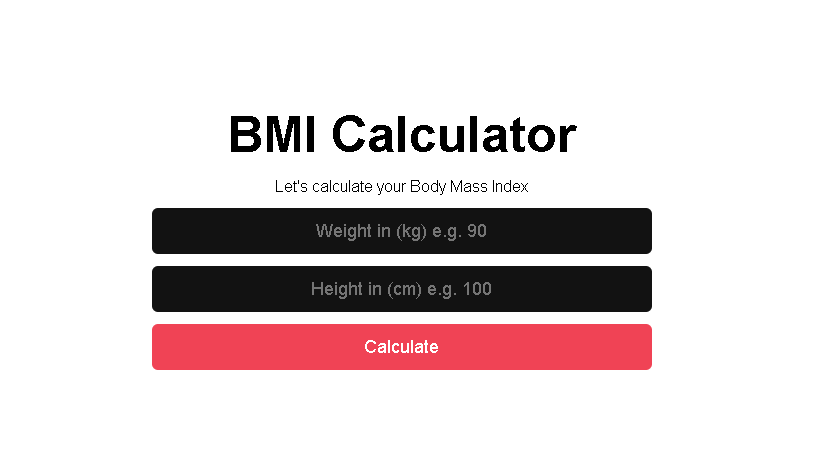 BMI Calculator
Let's calculate your Body Mass Index
Weight in (kg) e.g. 90
Height in (cm) e.g. 100
Calculate